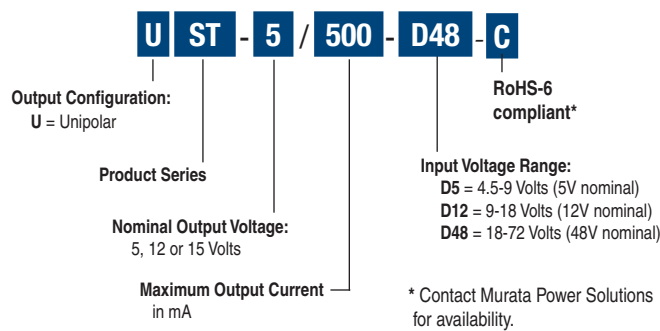 U ST - 5 / 500 - D48 - C
Output Configuration:
U = Unipolar
Product Series
Nominal Output Voltage:
5, 12 or 15 Volts
Maximum Output Current
in mA
RoHS-6
compliant*
Input Voltage Range:
D5 = 4.5-9 Volts (5V nominal)
D12 = 9-18 Volts (12V nominal)
D48 = 18-72 Volts (48V nominal)
* Contact Murata Power Solutions
for availability.